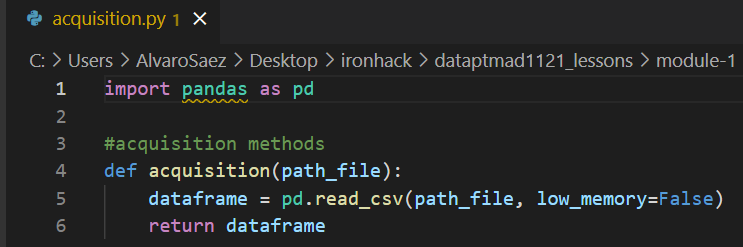 acquisition.py 1 ×
C: > Users > AlvaroSaez > Desktop > ironhack > dataptmad1121_lessons > module-1
1 import pandas as pd
2
3 #acquisition methods
4 def acquisition(path_file):
5     dataframe = pd.read_csv(path_file, low_memory=False)
6     return dataframe